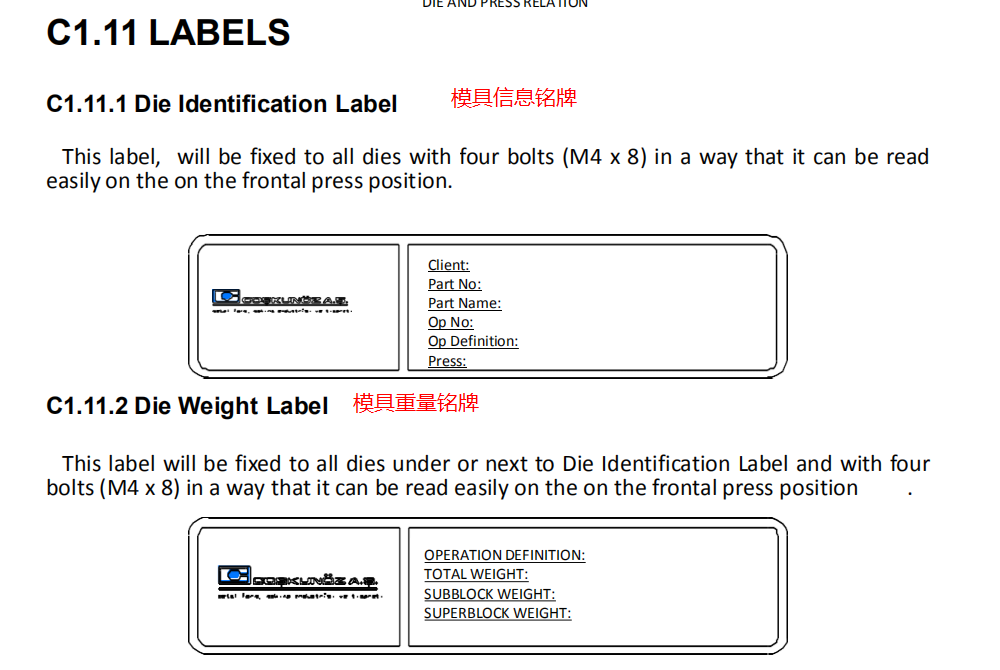 DIE AND PRESS RELATION
C1.11 LABELS
C1.11.1 Die Identification Label 模具信息铭牌
This label, will be fixed to all dies with four bolts (M4 x 8) in a way that it can be read
easily on the on the frontal press position.
COŞKUNÖZ A.Ş.
Client:
Part No:
Part Name:
Op No:
Op Definition:
Press:
C1.11.2 Die Weight Label 模具重量铭牌
This label will be fixed to all dies under or next to Die Identification Label and with four
bolts (M4 x 8) in a way that it can be read easily on the on the frontal press position .
COŞKUNÖZ A.Ş.
OPERATION DEFINITION:
TOTAL WEIGHT:
SUBBLOCK WEIGHT:
SUPERBLOCK WEIGHT: